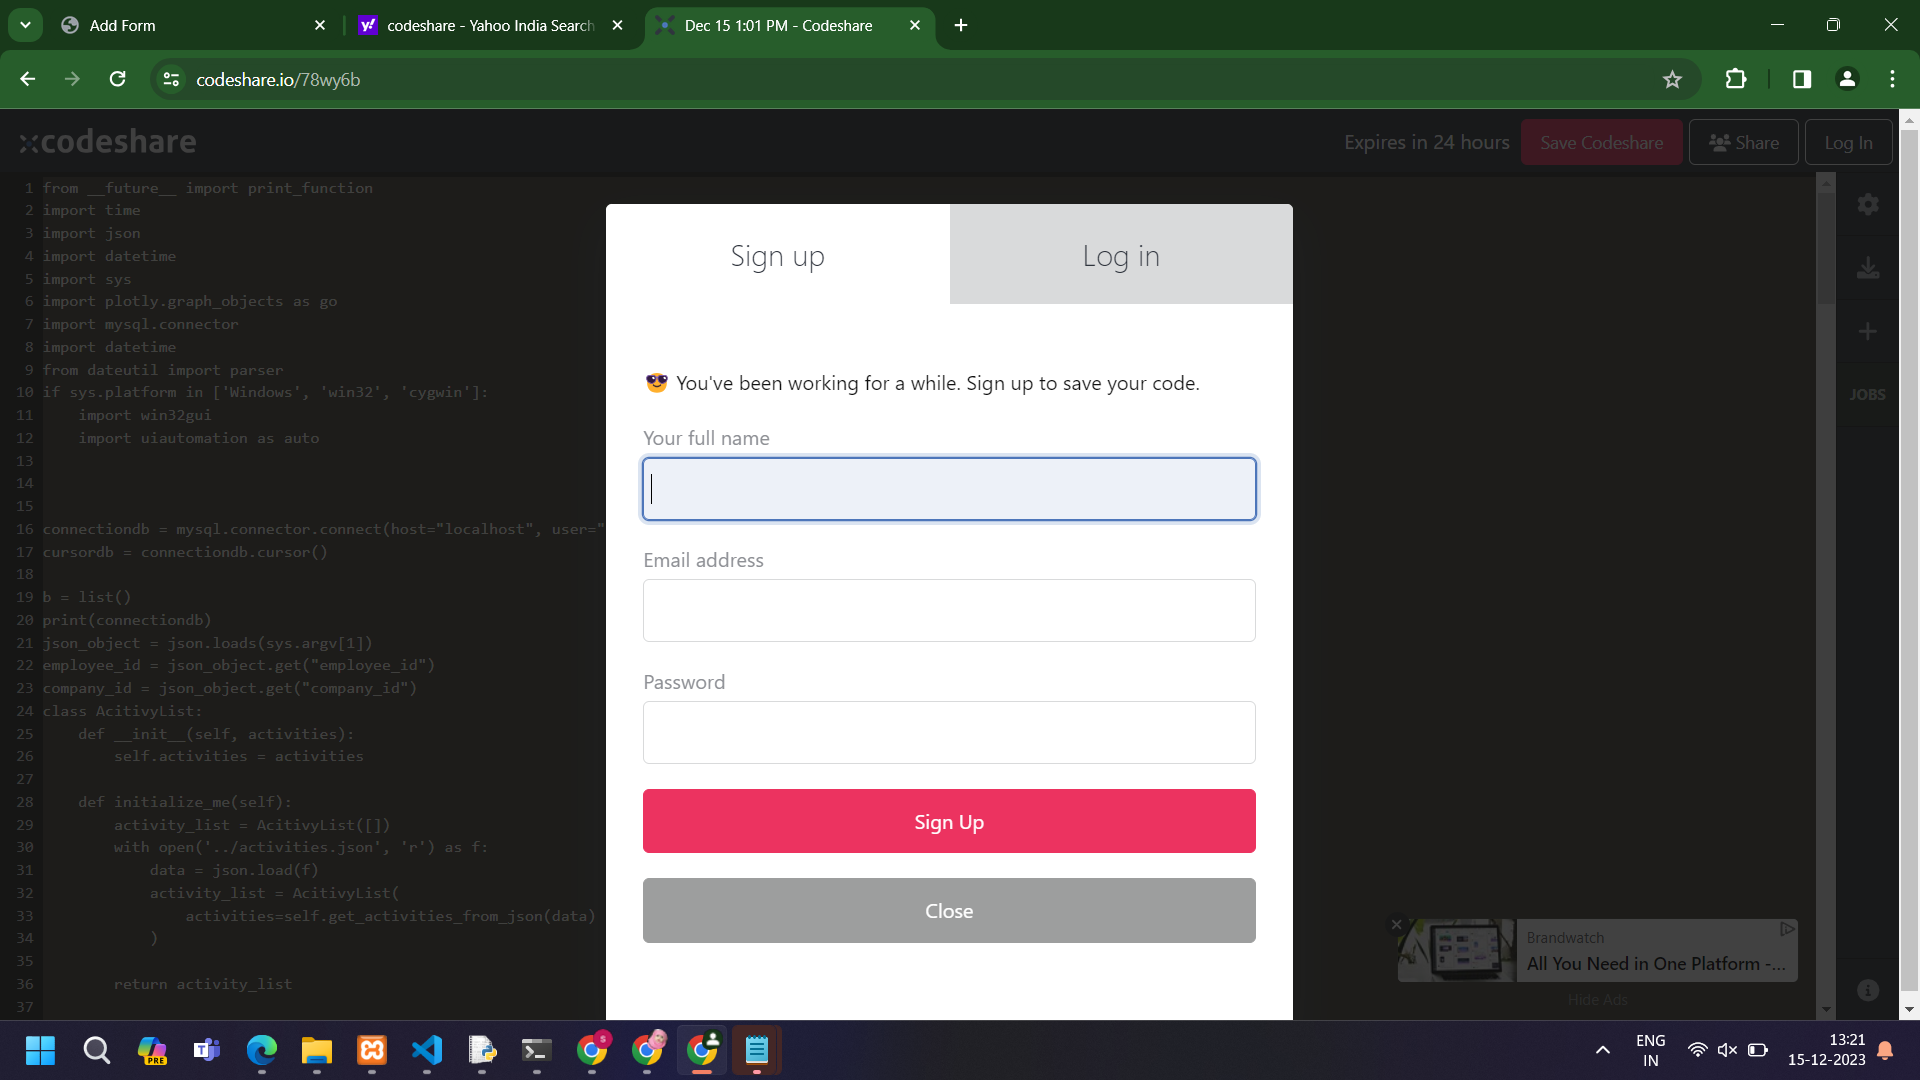 Add Form
codeshare - Yahoo India Search
Dec 15 1:01 PM - Codeshare
codeshare.io/78wy6b
codeshare
Expires in 24 hours
Save Codeshare
Share
Log In
1 from __future__ import print_function
2 import time
3 import json
4 import datetime
5 import sys
6 import plotly.graph_objects as go
7 import mysql.connector
8 import datetime
9 from dateutil import parser
10 if sys.platform in ['Windows', 'win32', 'cygwin']:
11 import win32gui
12 import uiautomation as auto
13
14
15
16 connectiondb = mysql.connector.connect(host="localhost", user="
17 cursordb = connectiondb.cursor()
18
19 b = list()
20 print(connectiondb)
21 json_object = json.loads(sys.argv[1])
22 employee_id = json_object.get("employee_id")
23 company_id = json_object.get("company_id")
24 class AcitivyList:
25 def __init__(self, activities):
26 self.activities = activities
27
28 def initialize_me(self):
29 activity_list = AcitivyList([])
30 with open('../activities.json', 'r') as f:
31 data = json.load(f)
32 activity_list = AcitivyList(
33 activities=self.get_activities_from_json(data)
34 )
35
36 return activity_list
37
Sign up
Log in
😎 You've been working for a while. Sign up to save your code.
Your full name
Email address
Password
Sign Up
Close
JOBS
Brandwatch
All You Need in One Platform -...
Hide Ads
PRE
S
ENG
IN
13:21
15-12-2023